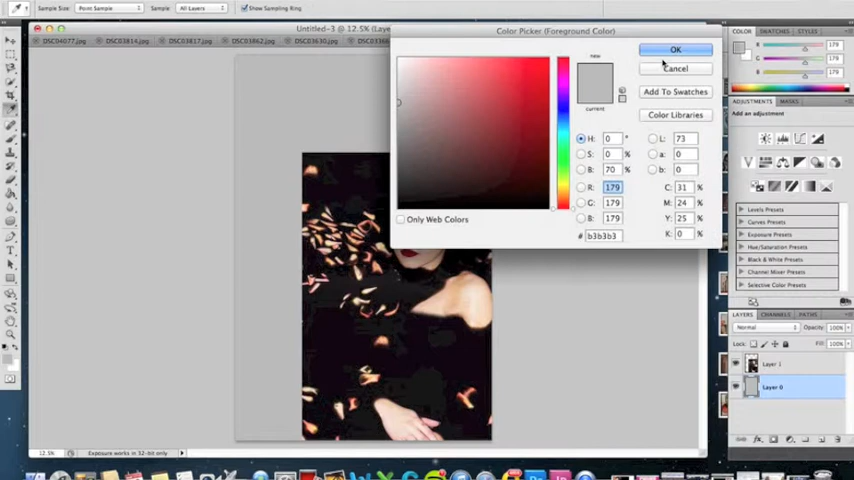 Sample Size: Point Sample Sample: All Layers Show Sampling Ring
Untitled-3 @ 12.5% (Laye
DSC04077.jpg DSC03814.jpg DSC03817.jpg DSC03862.jpg DSC03630.jpg
Color Picker (Foreground Color)
new
current
OK
Cancel
Add To Swatches
Color Libraries
H: 0 °
S: 0 %
B: 70 %
R: 179
G: 179
B: 179
# b3b3b3
L: 73
a: 0
b: 0
C: 31 %
M: 24 %
Y: 25 %
K: 0 %
Only Web Colors
COLOR SWATCHES STYLES
R 179
G 179
B 179
ADJUSTMENTS MASKS
Add an adjustment
Levels Presets
Curves Presets
Exposure Presets
Hue/Saturation Presets
Black & White Presets
Channel Mixer Presets
Selective Color Presets
LAYERS CHANNELS PATHS
Normal Opacity: 100%
Lock: Fill: 100%
Layer 1
Layer 0
12.5% Exposure works in 32-bit only